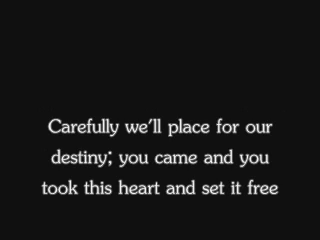 Carefully we'll place for our
destiny; you came and you
took this heart and set it free